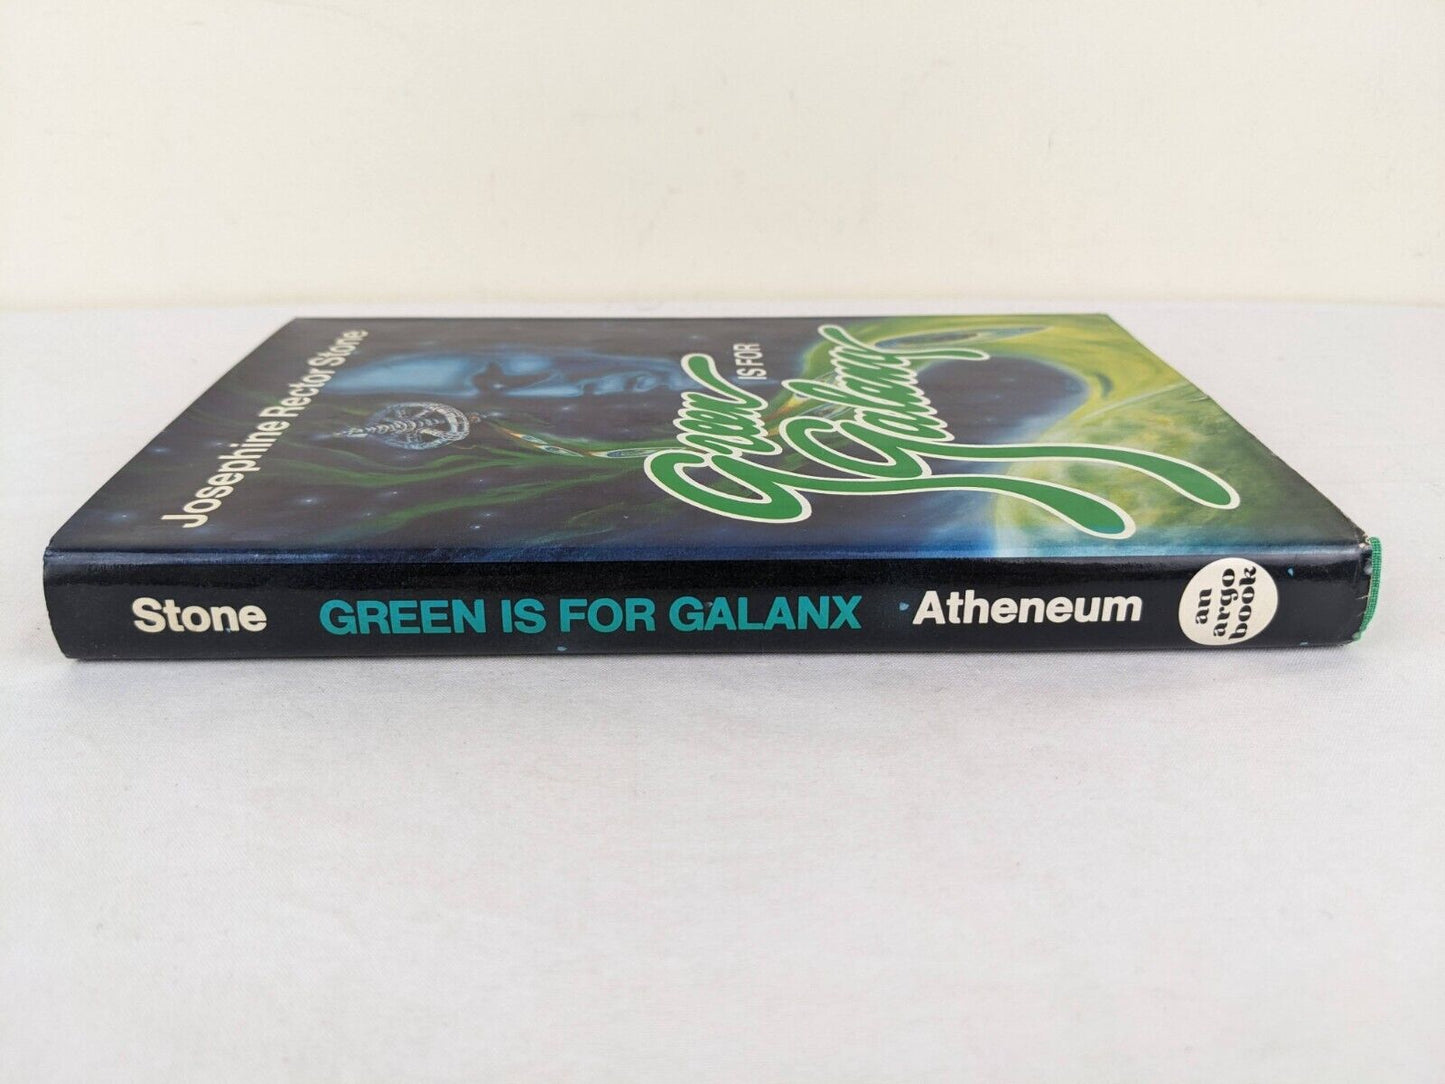 Josephine Rector Stone
Green
IS FOR
Galanx
Stone GREEN IS FOR GALANX Atheneum
an
argo
book